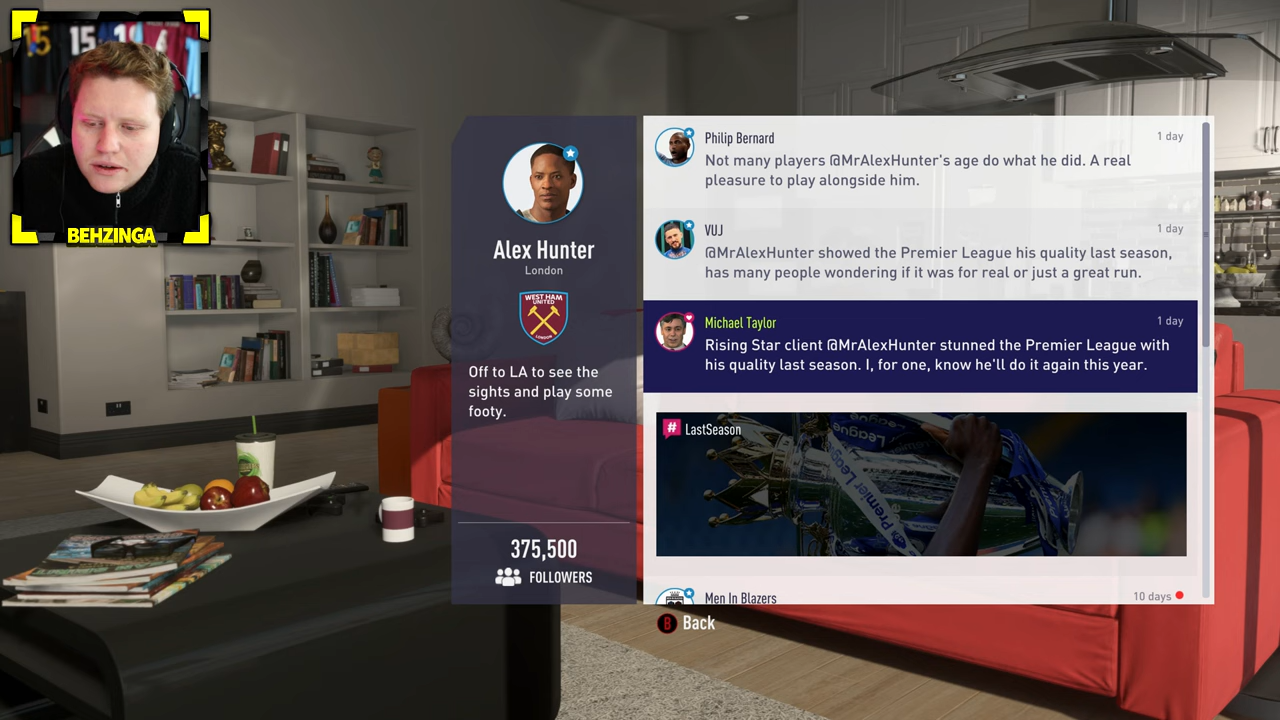 15
15
4
BEHZINGA
Alex Hunter
London
WEST HAM
UNITED
LONDON
Off to LA to see the
sights and play some
footy.
375,500
FOLLOWERS
Philip Bernard
1 day
Not many players @MrAlexHunter's age do what he did. A real
pleasure to play alongside him.
VUJ
1 day
@MrAlexHunter showed the Premier League his quality last season,
has many people wondering if it was for real or just a great run.
Michael Taylor
1 day
Rising Star client @MrAlexHunter stunned the Premier League with
his quality last season. I, for one, know he'll do it again this year.
# LastSeason
League
Premier
Men In Blazers
10 days
B Back